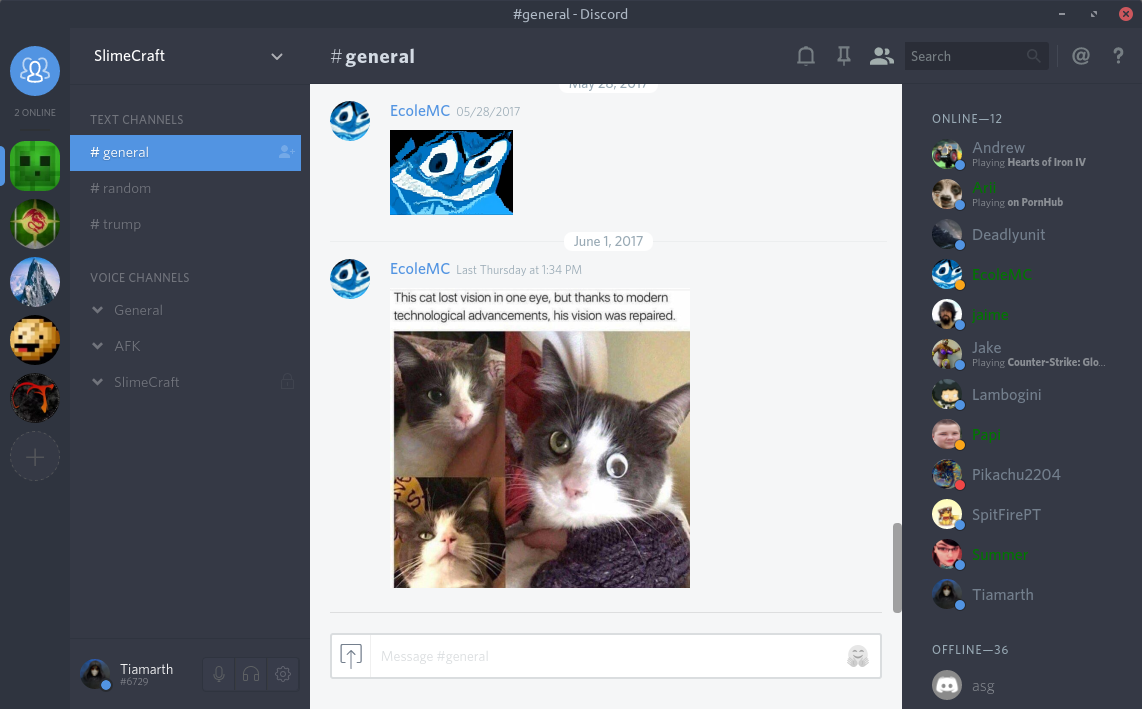 #general - Discord
SlimeCraft
#general
Search
2 ONLINE
TEXT CHANNELS
# general
# random
# trump
VOICE CHANNELS
General
AFK
SlimeCraft
Tiamarth
#6729
May 28, 2017
EcoleMC 05/28/2017
June 1, 2017
EcoleMC Last Thursday at 1:34 PM
This cat lost vision in one eye, but thanks to modern
technological advancements, his vision was repaired.
Message #general
ONLINE—12
Andrew
Playing Hearts of Iron IV
Aril
Playing on PornHub
Deadlyunit
EcoleMC
jaime
Jake
Playing Counter-Strike: Glo...
Lambogini
Papi
Pikachu2204
SpitFirePT
Summer
Tiamarth
OFFLINE—36
asg